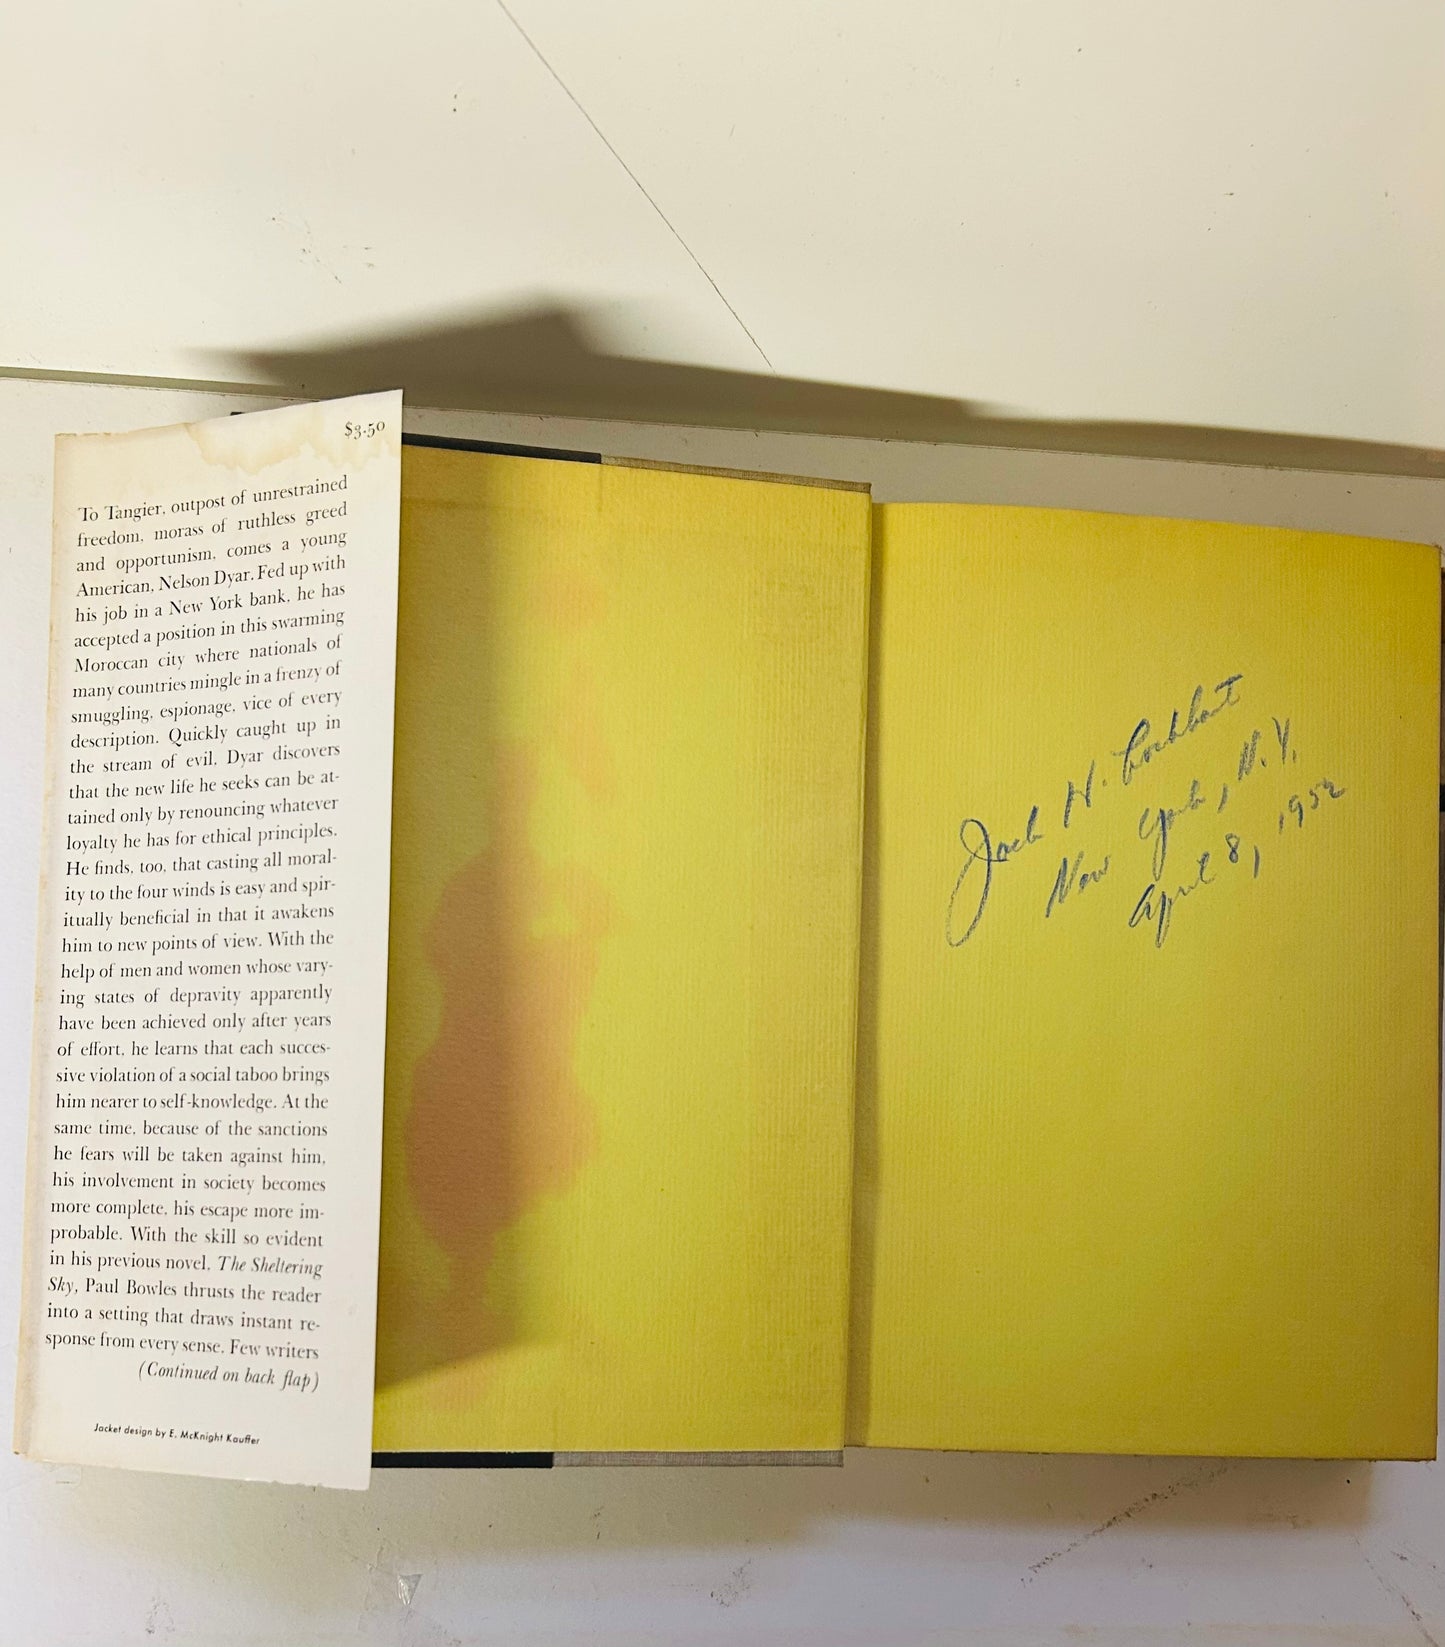 $3.50
To Tangier, outpost of unrestrained
freedom, morass of ruthless greed
and opportunism, comes a young
American, Nelson Dyar. Fed up with
his job in a New York bank, he has
accepted a position in this swarming
Moroccan city where nationals of
many countries mingle in a frenzy of
smuggling, espionage, vice of every
description. Quickly caught up in
the stream of evil, Dyar discovers
that the new life he seeks can be at-
tained only by renouncing whatever
loyalty he has for ethical principles.
He finds, too, that casting all moral-
ity to the four winds is easy and spir-
itually beneficial in that it awakens
him to new points of view. With the
help of men and women whose vary-
ing states of depravity apparently
have been achieved only after years
of effort, he learns that each succes-
sive violation of a social taboo brings
him nearer to self-knowledge. At the
same time, because of the sanctions
he fears will be taken against him,
his involvement in society becomes
more complete, his escape more im-
probable. With the skill so evident
in his previous novel, The Sheltering
Sky, Paul Bowles thrusts the reader
into a setting that draws instant re-
sponse from every sense. Few writers
(Continued on back flap)
Jacket design by E. McKnight Kauffer
Jack H. Lockhart
New York, N.Y.
April 8, 1952